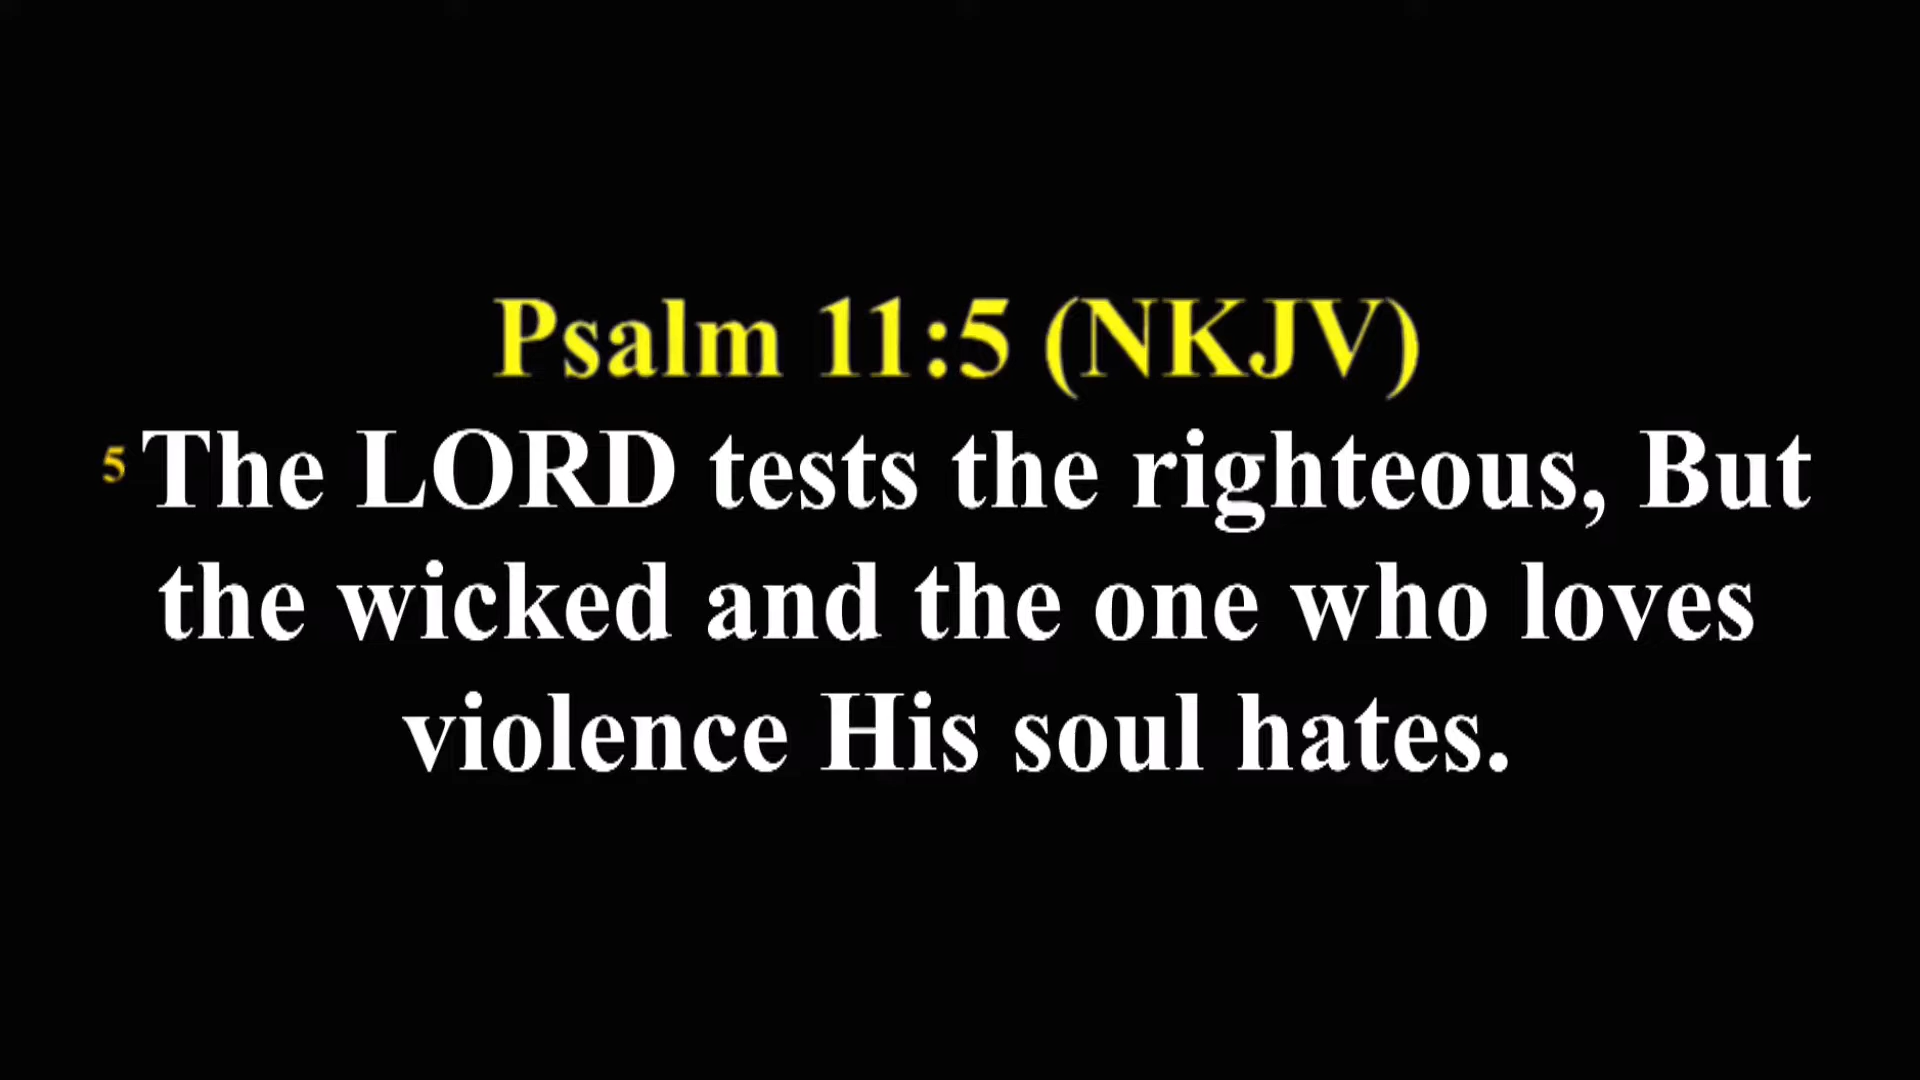 Psalm 11:5 (NKJV)
5 The LORD tests the righteous, But
the wicked and the one who loves
violence His soul hates.